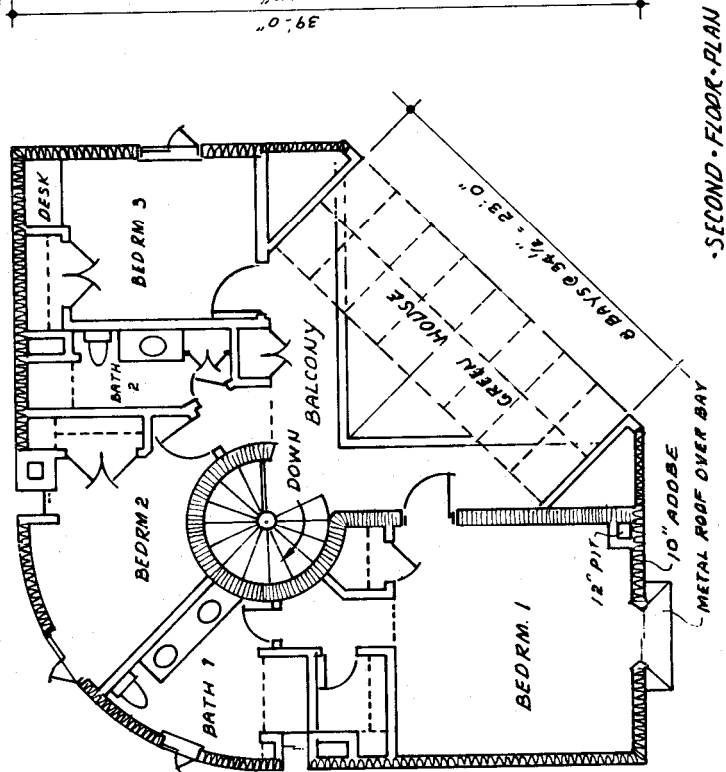 39'-0"
DESK
BEDRM 3
BATH
2
BALCONY
GREEN
HOUSE
8 BAYS @ 34½" = 23'-0"
DOWN
BEDRM 2
BATH 1
BEDRM. 1
12" PIT
10" ADOBE
METAL ROOF OVER BAY
·SECOND·FLOOR·PLAN